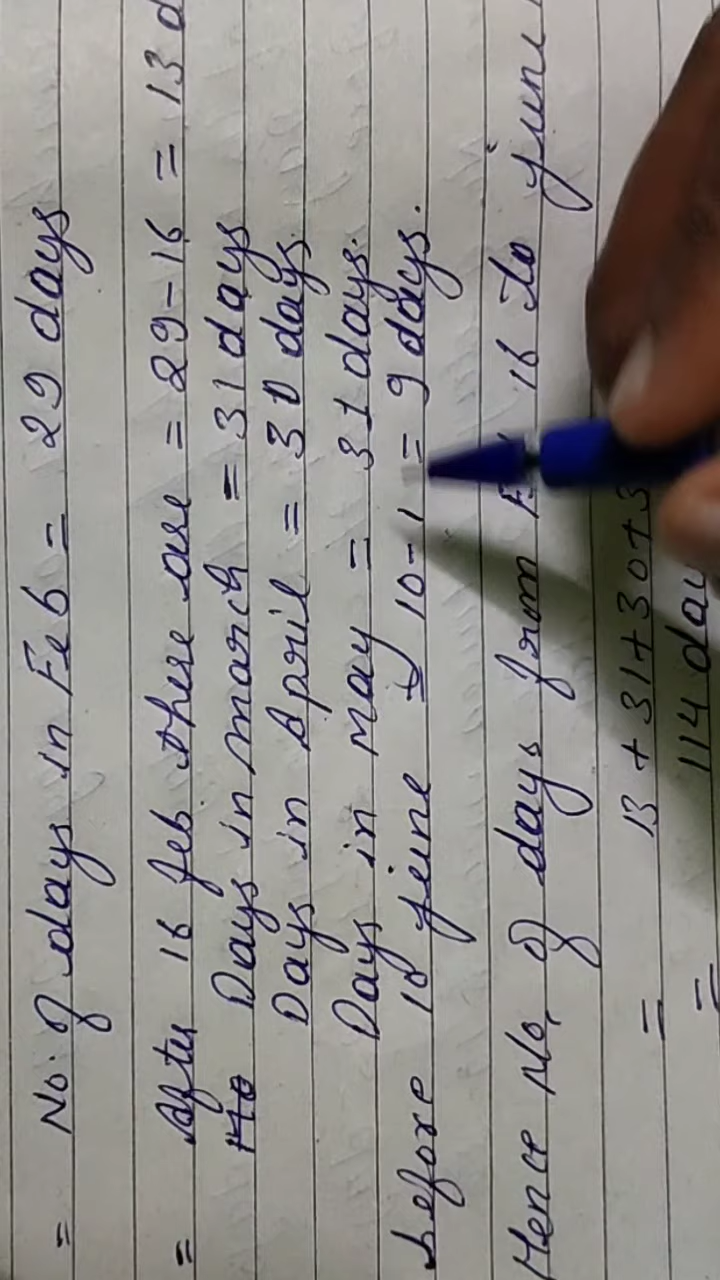 = No. of days in Feb = 29 days
= After 16 feb there are = 29-16 = 13 d
Days in march = 31 days
Days in April = 30 days.
Days in may = 31 days.
before 10 june = 10-1 = 9 days.
Hence No. of days from 16 to june
= 13 + 31 + 30 + 3
= 114 day